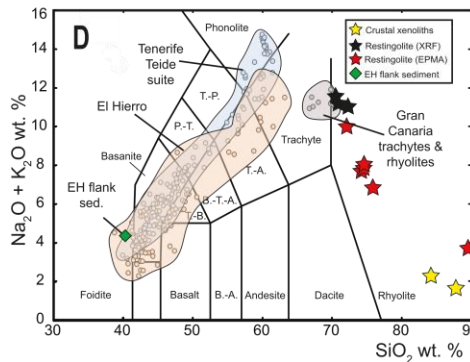 16
14
12
10
8
6
4
2
0
Na₂O + K₂O wt. %
D
Phonolite
Tenerife
Teide
suite
El Hierro
T.-P.
P.-T.
Basanite
EH flank
sed.
Trachyte
T.-A.
B.-T.-A.
T.-B.
Foidite
Basalt
B.-A.
Andesite
Dacite
Rhyolite
Gran
Canaria
trachytes &
rhyolites
Crustal xenoliths
Restingolite (XRF)
Restingolite (EPMA)
EH flank sediment
30
40
50
60
70
80
90
SiO₂ wt. %